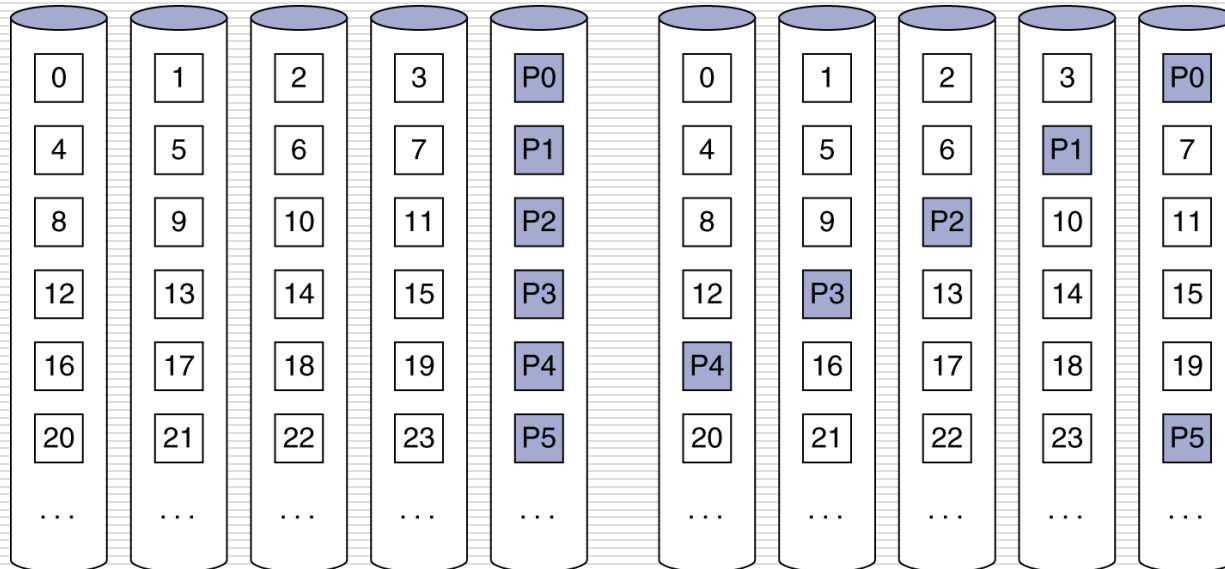 0 1 2 3 P0 0 1 2 3 P0
4 5 6 7 P1 4 5 6 P1 7
8 9 10 11 P2 8 9 P2 10 11
12 13 14 15 P3 12 P3 13 14 15
16 17 18 19 P4 P4 16 17 18 19
20 21 22 23 P5 20 21 22 23 P5
. . . . . . . . . . . . . . . . . . . . . . . . . . . . . .